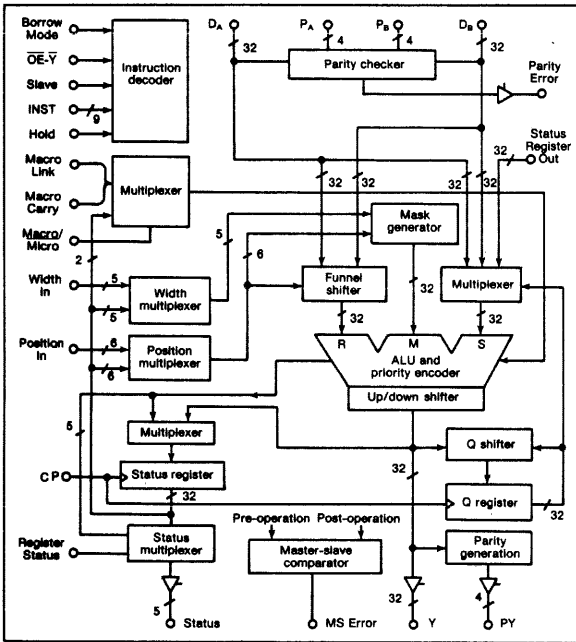 Borrow
Mode
OE-Y
Slave
INST
9
Hold
Instruction
decoder
DA
32
PA
4
PB
4
DB
32
Parity checker
Parity
Error
Status
Register
Out
32
Macro
Link
Macro
Carry
Macro/
Micro
Multiplexer
2
32
32
32
32
5
6
Mask
generator
Width
In
5
5
Width
multiplexer
Funnel
shifter
32
Multiplexer
Position
In
6
6
Position
multiplexer
32
32
R
M
S
ALU and
priority encoder
Up/down shifter
5
Multiplexer
32
Q shifter
CP
Status register
32
Q register
32
Pre-operation
Post-operation
Register
Status
Status
multiplexer
Master-slave
comparator
Parity
generation
5
Status
MS Error
32
Y
4
PY